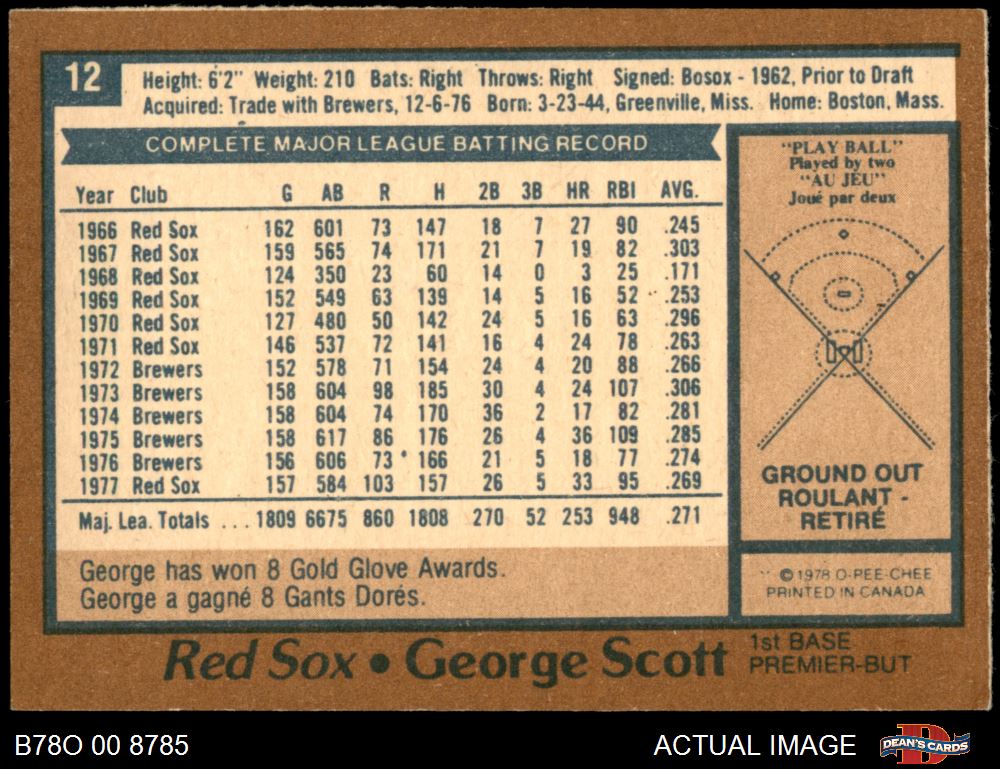 12
Height: 6'2" Weight: 210 Bats: Right Throws: Right Signed: Bosox - 1962, Prior to Draft
Acquired: Trade with Brewers, 12-6-76 Born: 3-23-44, Greenville, Miss. Home: Boston, Mass.
COMPLETE MAJOR LEAGUE BATTING RECORD
Year Club G AB R H 2B 3B HR RBI AVG.
1966 Red Sox 162 601 73 147 18 7 27 90 .245
1967 Red Sox 159 565 74 171 21 7 19 82 .303
1968 Red Sox 124 350 23 60 14 0 3 25 .171
1969 Red Sox 152 549 63 139 14 5 16 52 .253
1970 Red Sox 127 480 50 142 24 5 16 63 .296
1971 Red Sox 146 537 72 141 16 4 24 78 .263
1972 Brewers 152 578 71 154 24 4 20 88 .266
1973 Brewers 158 604 98 185 30 4 24 107 .306
1974 Brewers 158 604 74 170 36 2 17 82 .281
1975 Brewers 158 617 86 176 26 4 36 109 .285
1976 Brewers 156 606 73 166 21 5 18 77 .274
1977 Red Sox 157 584 103 157 26 5 33 95 .269
Maj. Lea. Totals ... 1809 6675 860 1808 270 52 253 948 .271
George has won 8 Gold Glove Awards.
George a gagné 8 Gants Dorés.
"PLAY BALL"
Played by two
"AU JEU"
Joué par deux
GROUND OUT
ROULANT -
RETIRÉ
© 1978 O-PEE-CHEE
PRINTED IN CANADA
Red Sox • George Scott
1st BASE
PREMIER-BUT
B78O 00 8785
ACTUAL IMAGE
D
DEAN'S CARDS